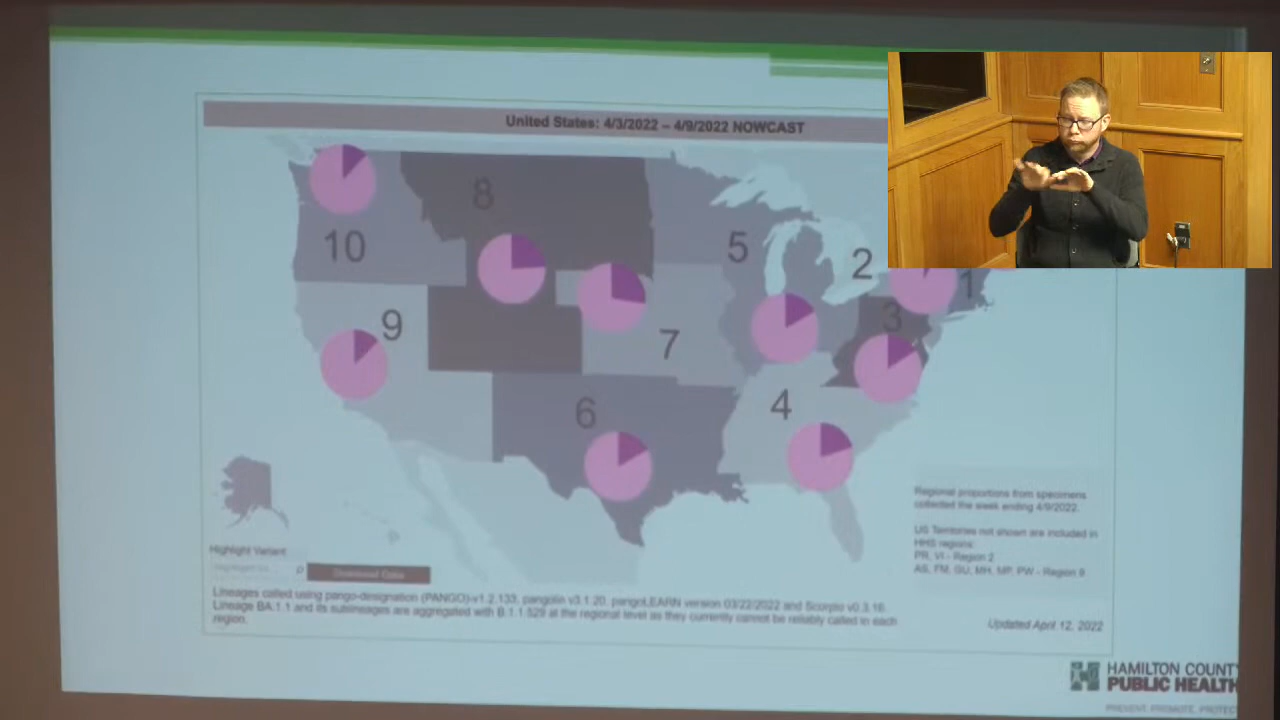 United States: 4/3/2022 – 4/9/2022 NOWCAST
8
10
5
2
1
9
3
7
6
4
Regional proportions from specimens
collected the week ending 4/9/2022.
US Territories not shown are included in
HHS regions:
PR, VI - Region 2
AS, FM, GU, MH, MP, PW - Region 9
Highlight Variant
Download Data
Lineages called using pango-designation (PANGO)-v1.2.133, pangolin v3.1.20, pangoLEARN version 03/22/2022 and Scorpio v0.3.16.
Lineage BA.1.1 and its sublineages are aggregated with B.1.1.529 at the regional level as they currently cannot be reliably called in each
region.
Updated April 12, 2022
HAMILTON COUNTY
PUBLIC HEALTH
PREVENT. PROMOTE. PROTECT.